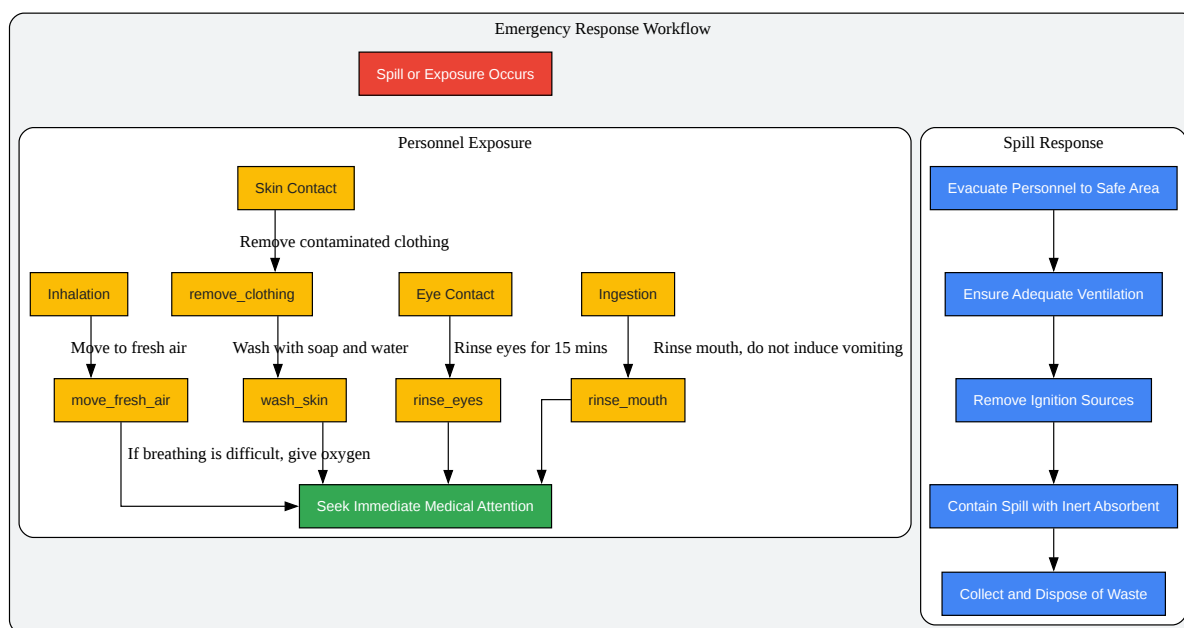 Emergency Response Workflow
Spill or Exposure Occurs
Personnel Exposure
Skin Contact
Remove contaminated clothing
Inhalation
remove_clothing
Eye Contact
Ingestion
Move to fresh air
Wash with soap and water
Rinse eyes for 15 mins
Rinse mouth, do not induce vomiting
move_fresh_air
wash_skin
rinse_eyes
rinse_mouth
If breathing is difficult, give oxygen
Seek Immediate Medical Attention
Spill Response
Evacuate Personnel to Safe Area
Ensure Adequate Ventilation
Remove Ignition Sources
Contain Spill with Inert Absorbent
Collect and Dispose of Waste